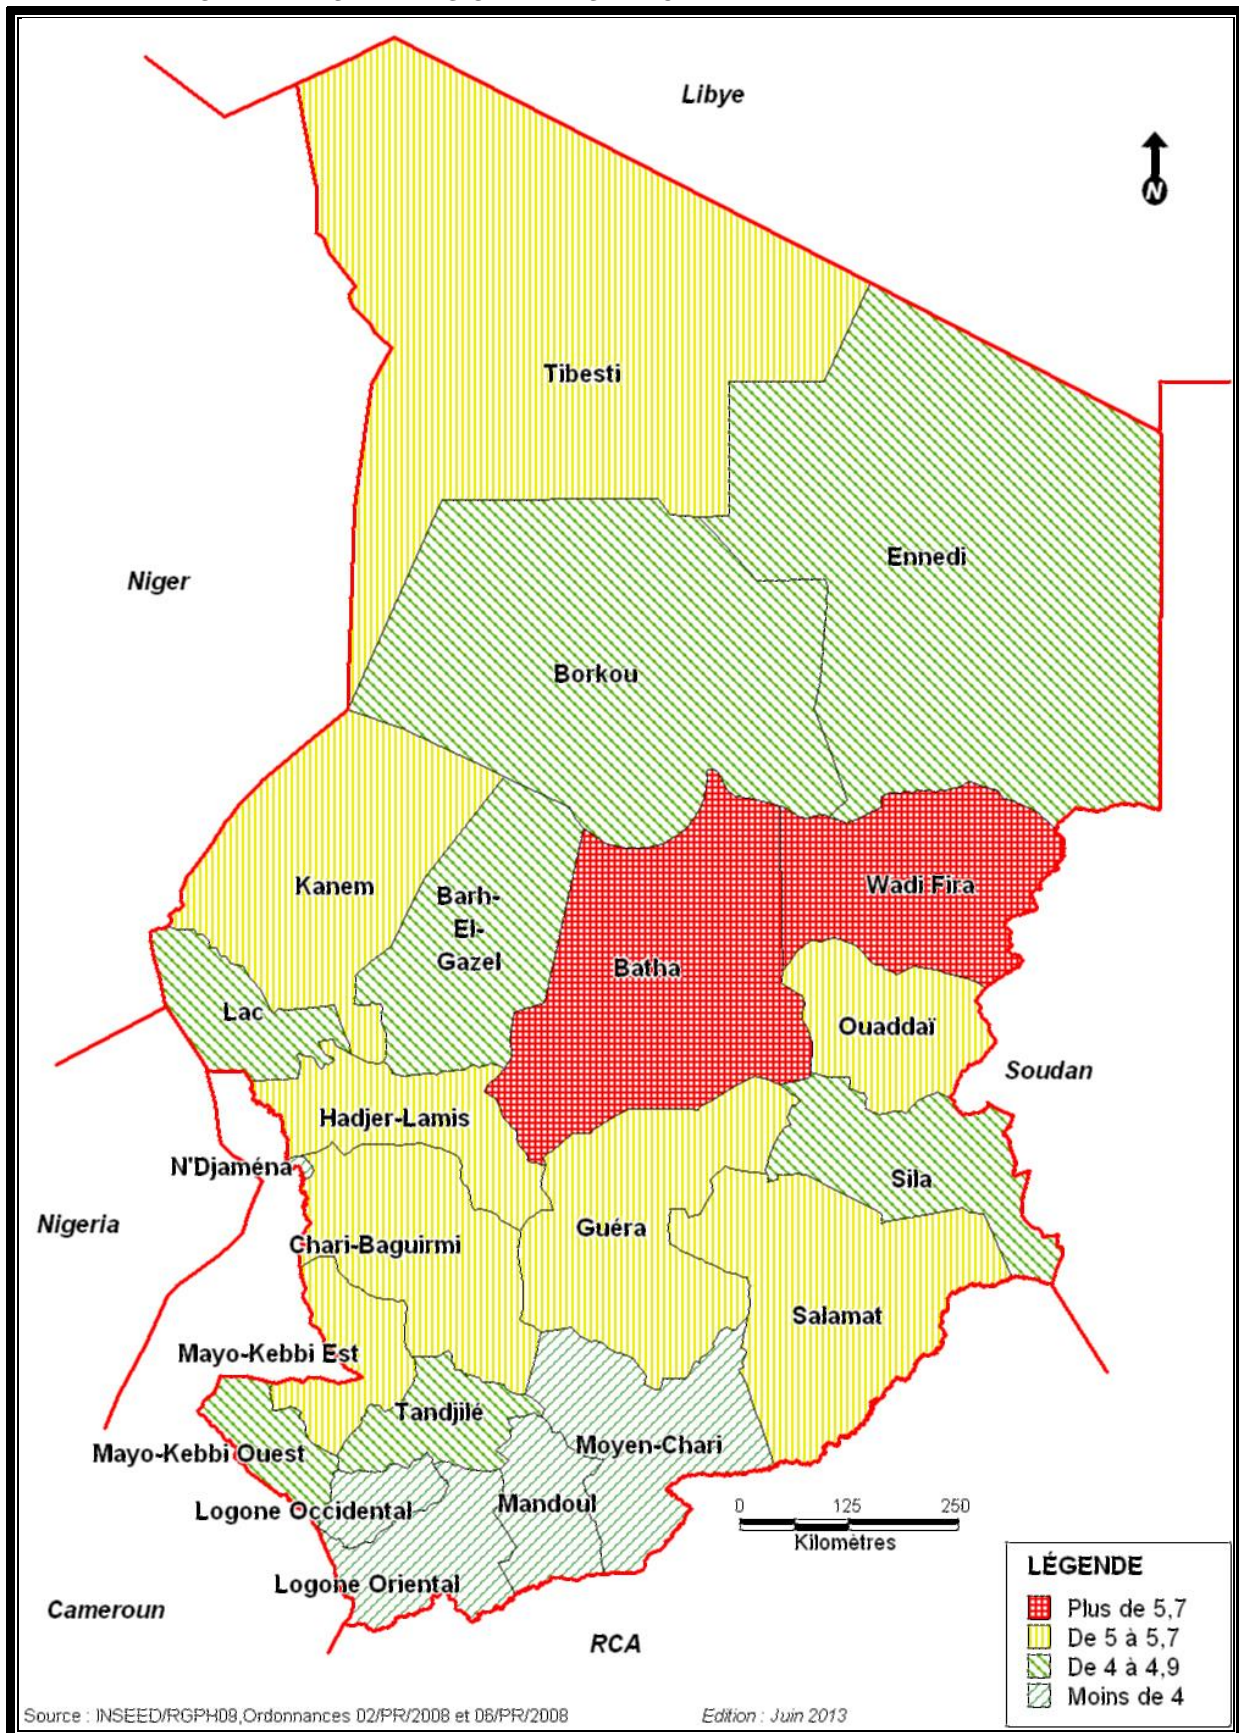 Libye
N
Tibesti
Ennedi
Niger
Borkou
Kanem
Wadi Fira
Barh-
El-
Gazel
Batha
Lac
Ouaddaï
Soudan
Hadjer-Lamis
N'Djaména
Sila
Nigeria
Guéra
Chari-Baguirmi
Salamat
Mayo-Kebbi Est
Tandjilé
Moyen-Chari
Mayo-Kebbi Ouest
Mandoul
Logone Occidental
0 125 250
Kilomètres
Logone Oriental
Cameroun
RCA
LÉGENDE
Plus de 5,7
De 5 à 5,7
De 4 à 4,9
Moins de 4
Source : INSEED/RGPH09,Ordonnances 02/PR/2008 et 06/PR/2008
Edition : Juin 2013